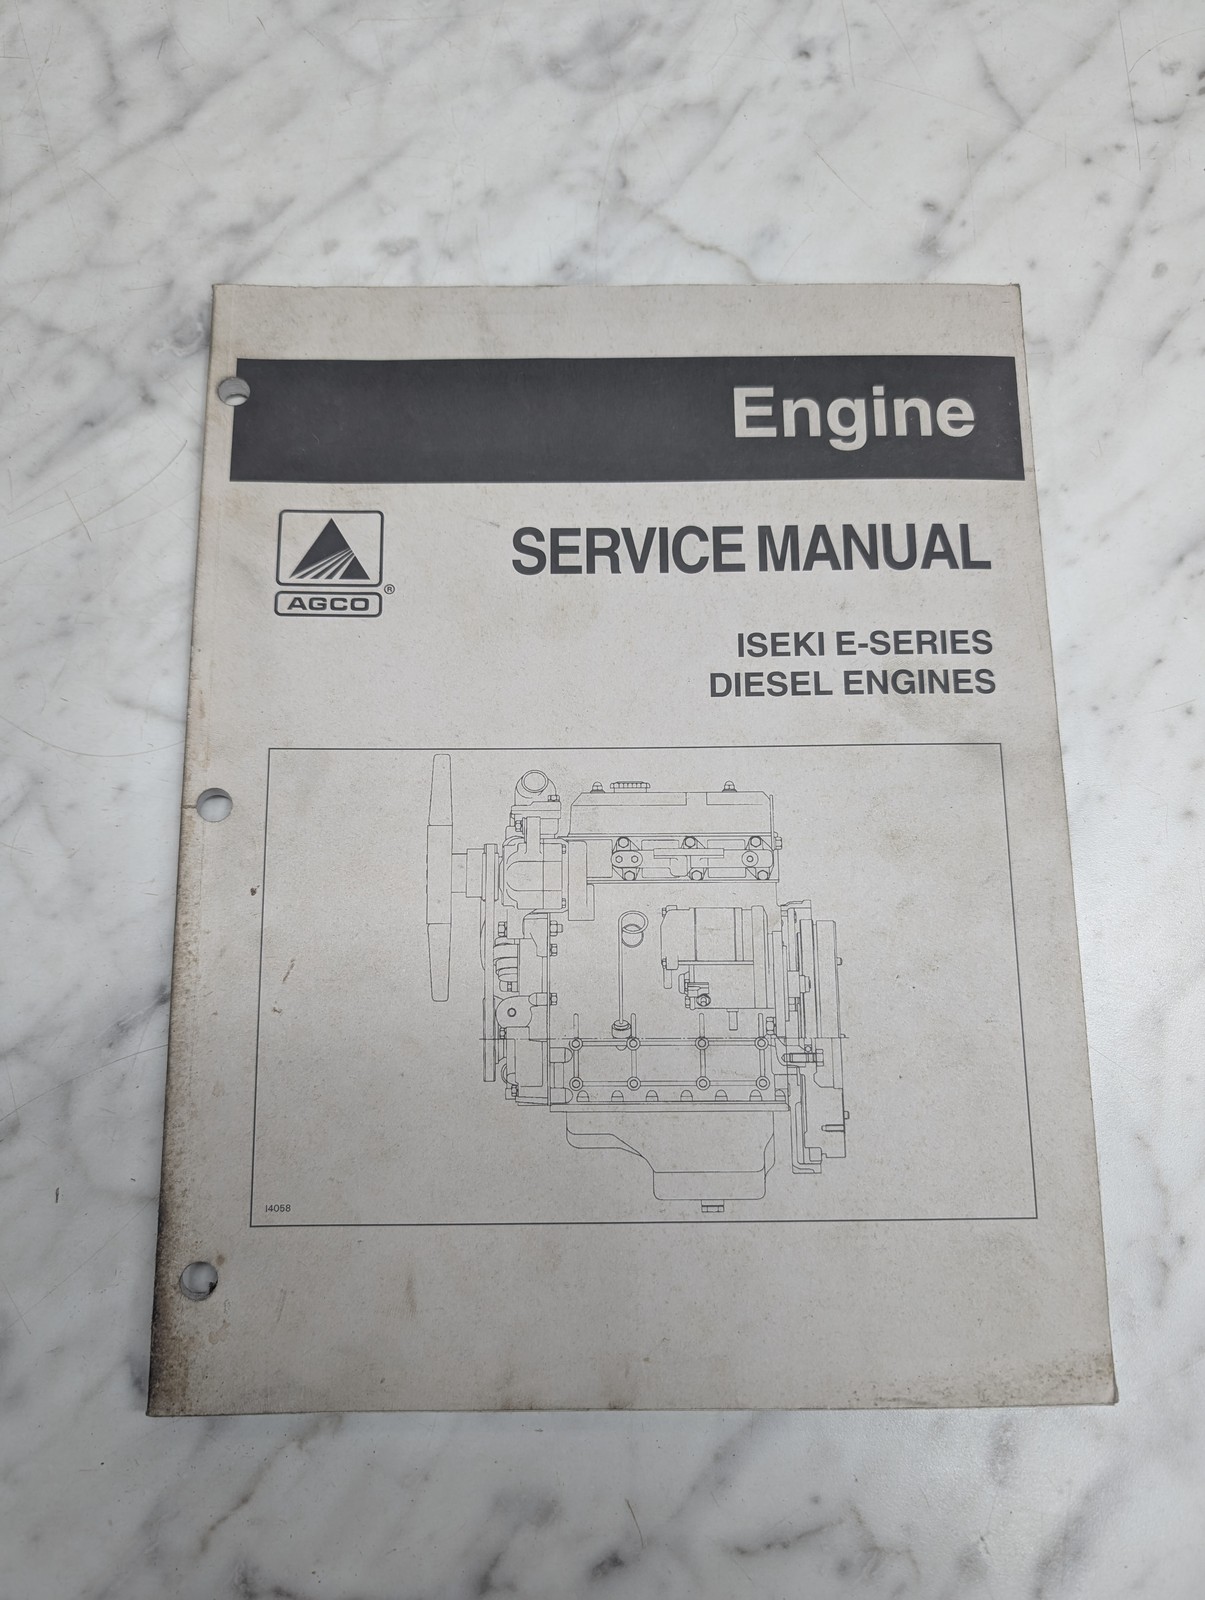 Engine
SERVICE MANUAL
AGCO®
ISEKI E-SERIES
DIESEL ENGINES
I4058